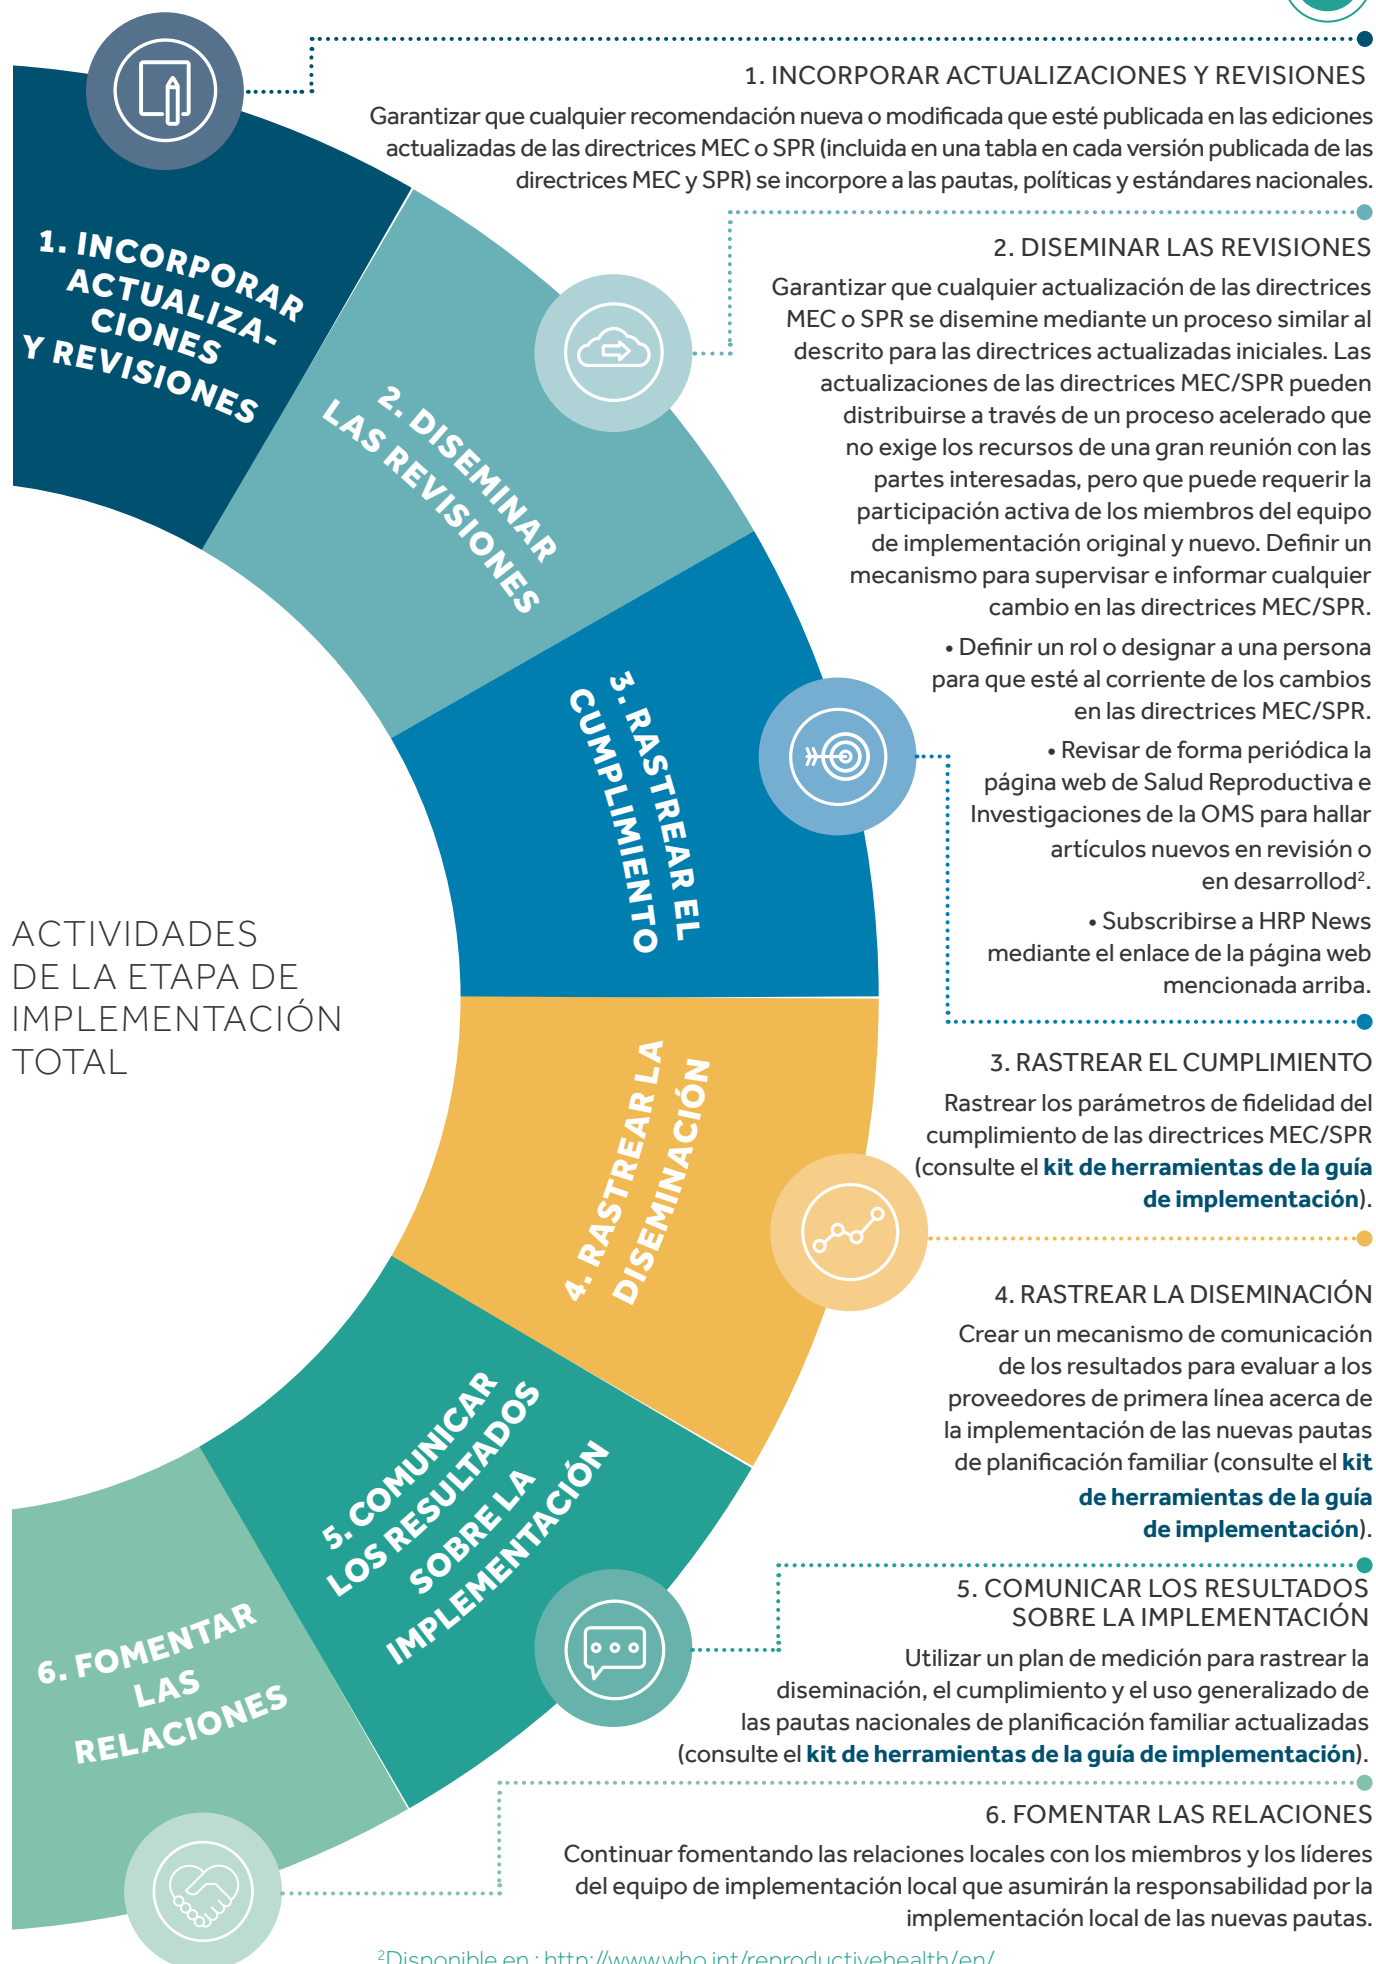 1. INCORPORAR ACTUALIZACIONES Y REVISIONES
Garantizar que cualquier recomendación nueva o modificada que esté publicada en las ediciones
actualizadas de las directrices MEC o SPR (incluida en una tabla en cada versión publicada de las
directrices MEC y SPR) se incorpore a las pautas, políticas y estándares nacionales.
1. INCORPORAR
ACTUALIZA-
CIONES
Y REVISIONES
2. DISEMINAR LAS REVISIONES
Garantizar que cualquier actualización de las directrices
MEC o SPR se disemine mediante un proceso similar al
descrito para las directrices actualizadas iniciales. Las
actualizaciones de las directrices MEC/SPR pueden
distribuirse a través de un proceso acelerado que
no exige los recursos de una gran reunión con las
partes interesadas, pero que puede requerir la
participación activa de los miembros del equipo
de implementación original y nuevo. Definir un
mecanismo para supervisar e informar cualquier
cambio en las directrices MEC/SPR.
• Definir un rol o designar a una persona
para que esté al corriente de los cambios
en las directrices MEC/SPR.
• Revisar de forma periódica la
página web de Salud Reproductiva e
Investigaciones de la OMS para hallar
artículos nuevos en revisión o
en desarrollod².
• Subscribirse a HRP News
mediante el enlace de la página web
mencionada arriba.
2. DISEMINAR
LAS REVISIONES
3. RASTREAR EL
CUMPLIMIENTO
ACTIVIDADES
DE LA ETAPA DE
IMPLEMENTACIÓN
TOTAL
3. RASTREAR EL CUMPLIMIENTO
Rastrear los parámetros de fidelidad del
cumplimiento de las directrices MEC/SPR
(consulte el kit de herramientas de la guía
de implementación).
4. RASTREAR LA
DISEMINACIÓN
4. RASTREAR LA DISEMINACIÓN
Crear un mecanismo de comunicación
de los resultados para evaluar a los
proveedores de primera línea acerca de
la implementación de las nuevas pautas
de planificación familiar (consulte el kit
de herramientas de la guía
de implementación).
5. COMUNICAR
LOS RESULTADOS
SOBRE LA
IMPLEMENTACIÓN
5. COMUNICAR LOS RESULTADOS
SOBRE LA IMPLEMENTACIÓN
Utilizar un plan de medición para rastrear la
diseminación, el cumplimiento y el uso generalizado de
las pautas nacionales de planificación familiar actualizadas
(consulte el kit de herramientas de la guía de implementación).
6. FOMENTAR
LAS
RELACIONES
6. FOMENTAR LAS RELACIONES
Continuar fomentando las relaciones locales con los miembros y los líderes
del equipo de implementación local que asumirán la responsabilidad por la
implementación local de las nuevas pautas.
²Disponible en : http://www.who.int/reproductivehealth/en/